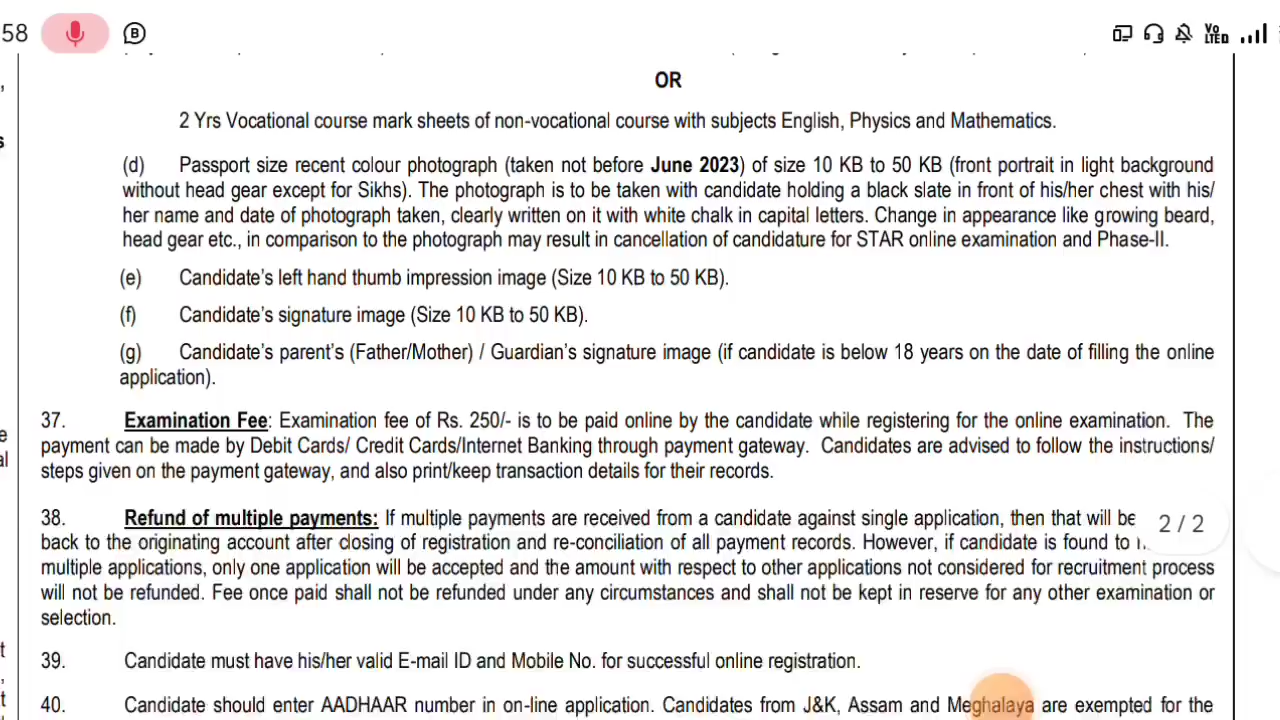 58
OR
2 Yrs Vocational course mark sheets of non-vocational course with subjects English, Physics and Mathematics.
(d) Passport size recent colour photograph (taken not before June 2023) of size 10 KB to 50 KB (front portrait in light background
without head gear except for Sikhs). The photograph is to be taken with candidate holding a black slate in front of his/her chest with his/
her name and date of photograph taken, clearly written on it with white chalk in capital letters. Change in appearance like growing beard,
head gear etc., in comparison to the photograph may result in cancellation of candidature for STAR online examination and Phase-II.
(e) Candidate's left hand thumb impression image (Size 10 KB to 50 KB).
(f) Candidate's signature image (Size 10 KB to 50 KB).
(g) Candidate's parent's (Father/Mother) / Guardian's signature image (if candidate is below 18 years on the date of filling the online
application).
37. Examination Fee: Examination fee of Rs. 250/- is to be paid online by the candidate while registering for the online examination. The
payment can be made by Debit Cards/ Credit Cards/Internet Banking through payment gateway. Candidates are advised to follow the instructions/
steps given on the payment gateway, and also print/keep transaction details for their records.
38. Refund of multiple payments: If multiple payments are received from a candidate against single application, then that will be
2 / 2
back to the originating account after closing of registration and re-conciliation of all payment records. However, if candidate is found to
multiple applications, only one application will be accepted and the amount with respect to other applications not considered for recruitment process
will not be refunded. Fee once paid shall not be refunded under any circumstances and shall not be kept in reserve for any other examination or
selection.
39. Candidate must have his/her valid E-mail ID and Mobile No. for successful online registration.
40. Candidate should enter AADHAAR number in on-line application. Candidates from J&K, Assam and Meghalaya are exempted for the